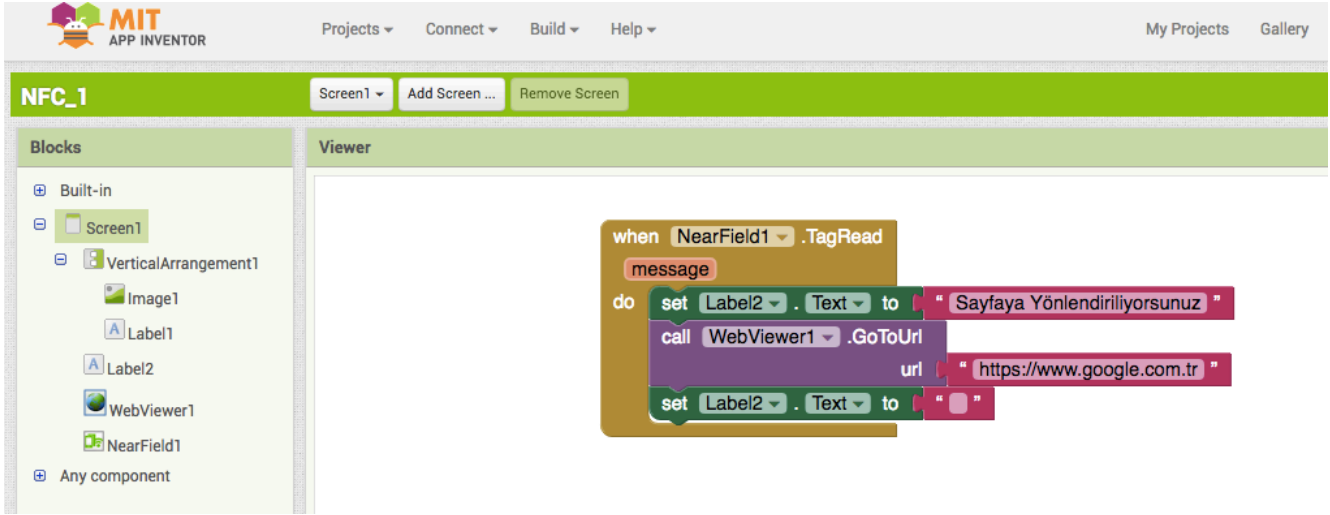 MIT
APP INVENTOR
Projects Connect Build Help My Projects Gallery
NFC_1 Screen1 Add Screen ... Remove Screen
Blocks
Viewer
Built-in
Screen1
VerticalArrangement1
Image1
Label1
Label2
WebViewer1
NearField1
Any component
when NearField1 .TagRead
message
do set Label2 . Text to " Sayfaya Yönlendiriliyorsunuz "
call WebViewer1 .GoToUrl
url " https://www.google.com.tr "
set Label2 . Text to " "